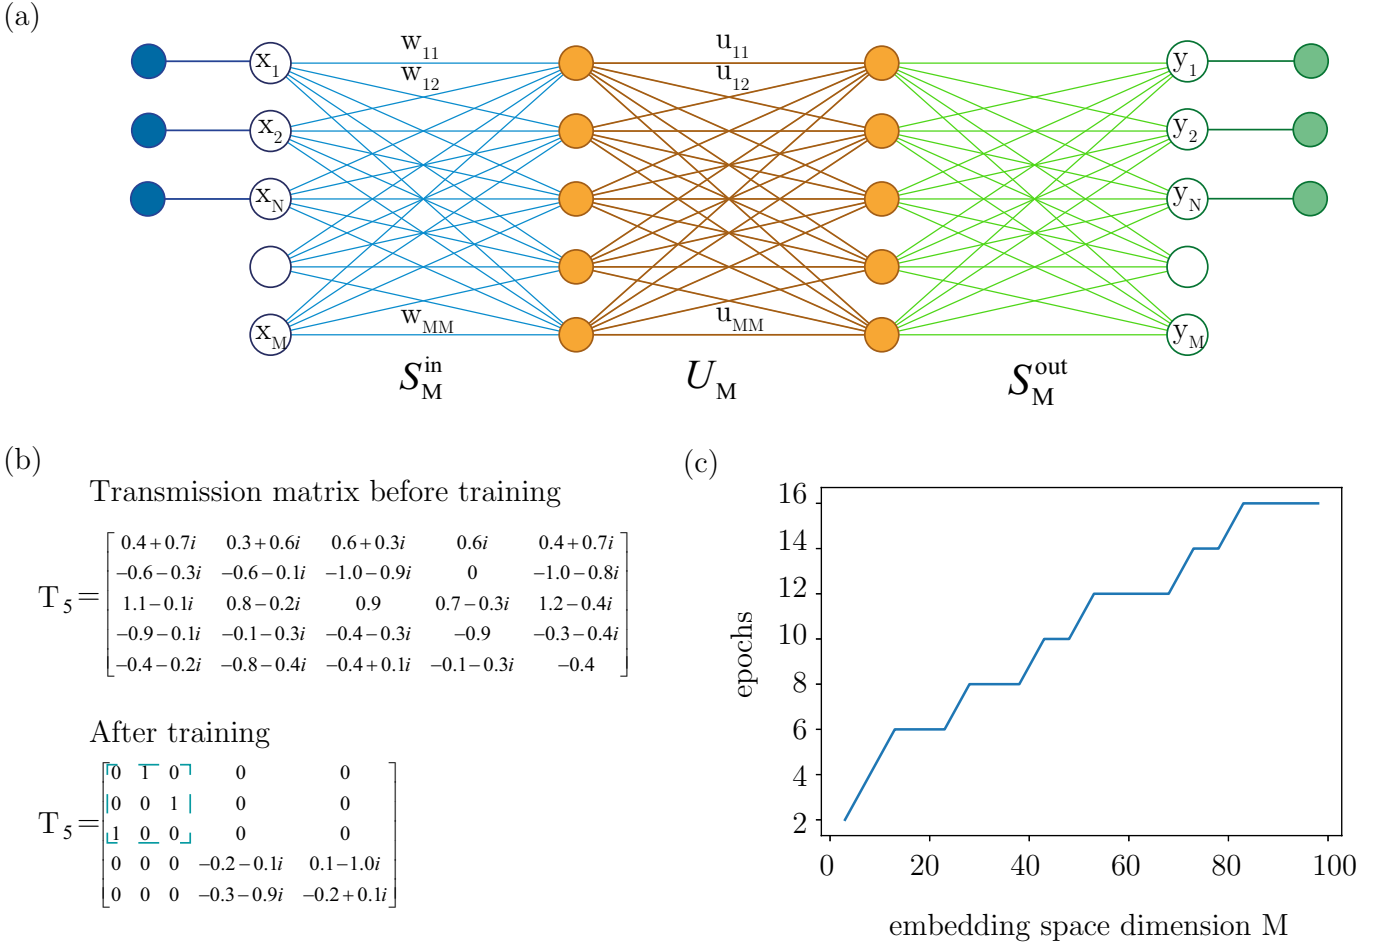 (a)
x1 w11 u11 y1
w12 u12
x2 y2
xN yN
xM wMM uMM yM
S_M^in U_M S_M^out
(b)
Transmission matrix before training
T5=
0.4+0.7i 0.3+0.6i 0.6+0.3i 0.6i 0.4+0.7i
−0.6−0.3i −0.6−0.1i −1.0−0.9i 0 −1.0−0.8i
1.1−0.1i 0.8−0.2i 0.9 0.7−0.3i 1.2−0.4i
−0.9−0.1i −0.1−0.3i −0.4−0.3i −0.9 −0.3−0.4i
−0.4−0.2i −0.8−0.4i −0.4+0.1i −0.1−0.3i −0.4
After training
T5=
0 1 0 0 0
0 0 1 0 0
1 0 0 0 0
0 0 0 −0.2−0.1i 0.1−1.0i
0 0 0 −0.3−0.9i −0.2+0.1i
(c)
16
14
12
10
8
6
4
2
epochs
0 20 40 60 80 100
embedding space dimension M